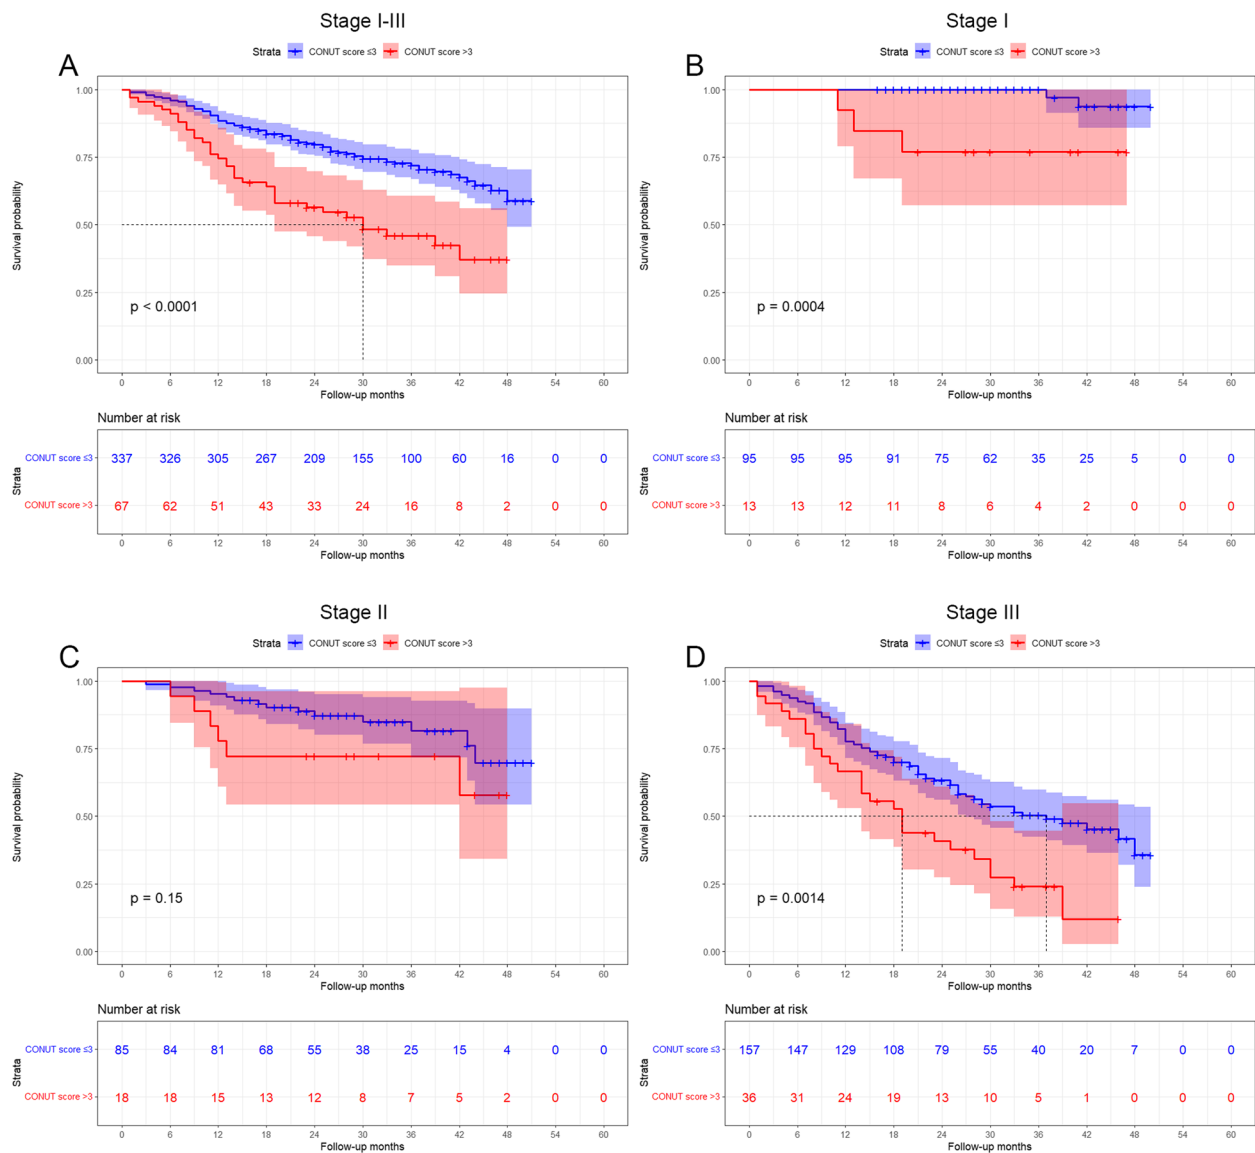 Stage I-III
Strata CONUT score ≤3 CONUT score >3
A
1.00
0.75
0.50
0.25
0.00
Survival probability
p < 0.0001
0 6 12 18 24 30 36 42 48 54 60
Follow-up months
Number at risk
Strata
CONUT score ≤3 337 326 305 267 209 155 100 60 16 0 0
CONUT score >3 67 62 51 43 33 24 16 8 2 0 0
0 6 12 18 24 30 36 42 48 54 60
Follow-up months
Stage I
Strata CONUT score ≤3 CONUT score >3
B
1.00
0.75
0.50
0.25
0.00
Survival probability
p = 0.0004
0 6 12 18 24 30 36 42 48 54 60
Follow-up months
Number at risk
Strata
CONUT score ≤3 95 95 95 91 75 62 35 25 5 0 0
CONUT score >3 13 13 12 11 8 6 4 2 0 0 0
0 6 12 18 24 30 36 42 48 54 60
Follow-up months
Stage II
Strata CONUT score ≤3 CONUT score >3
C
1.00
0.75
0.50
0.25
0.00
Survival probability
p = 0.15
0 6 12 18 24 30 36 42 48 54 60
Follow-up months
Number at risk
Strata
CONUT score ≤3 85 84 81 68 55 38 25 15 4 0 0
CONUT score >3 18 18 15 13 12 8 7 5 2 0 0
0 6 12 18 24 30 36 42 48 54 60
Follow-up months
Stage III
Strata CONUT score ≤3 CONUT score >3
D
1.00
0.75
0.50
0.25
0.00
Survival probability
p = 0.0014
0 6 12 18 24 30 36 42 48 54 60
Follow-up months
Number at risk
Strata
CONUT score ≤3 157 147 129 108 79 55 40 20 7 0 0
CONUT score >3 36 31 24 19 13 10 5 1 0 0 0
0 6 12 18 24 30 36 42 48 54 60
Follow-up months